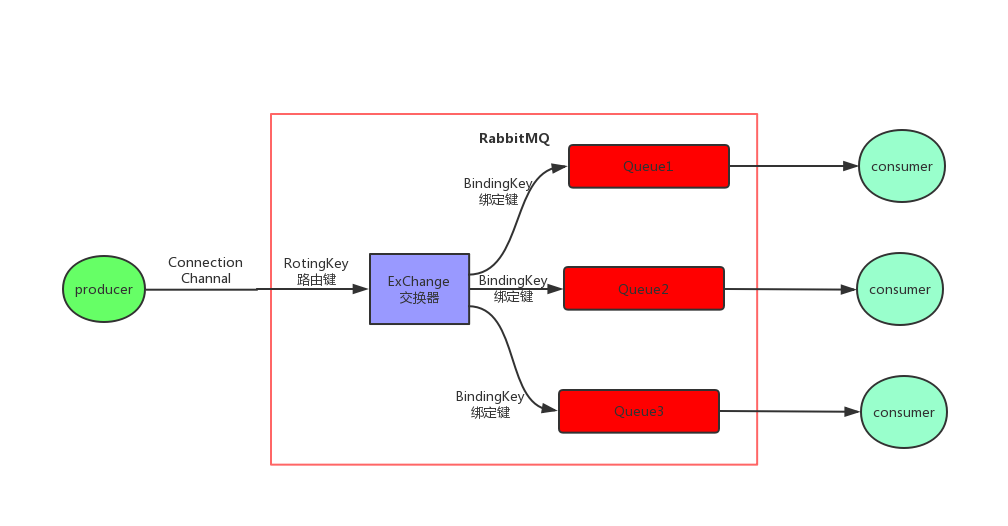 RabbitMQ
Queue1
consumer
BindingKey
绑定键
Connection
Channal
RotingKey
路由键
producer
ExChange
交换器
BindingKey
绑定键
Queue2
consumer
BindingKey
绑定键
Queue3
consumer